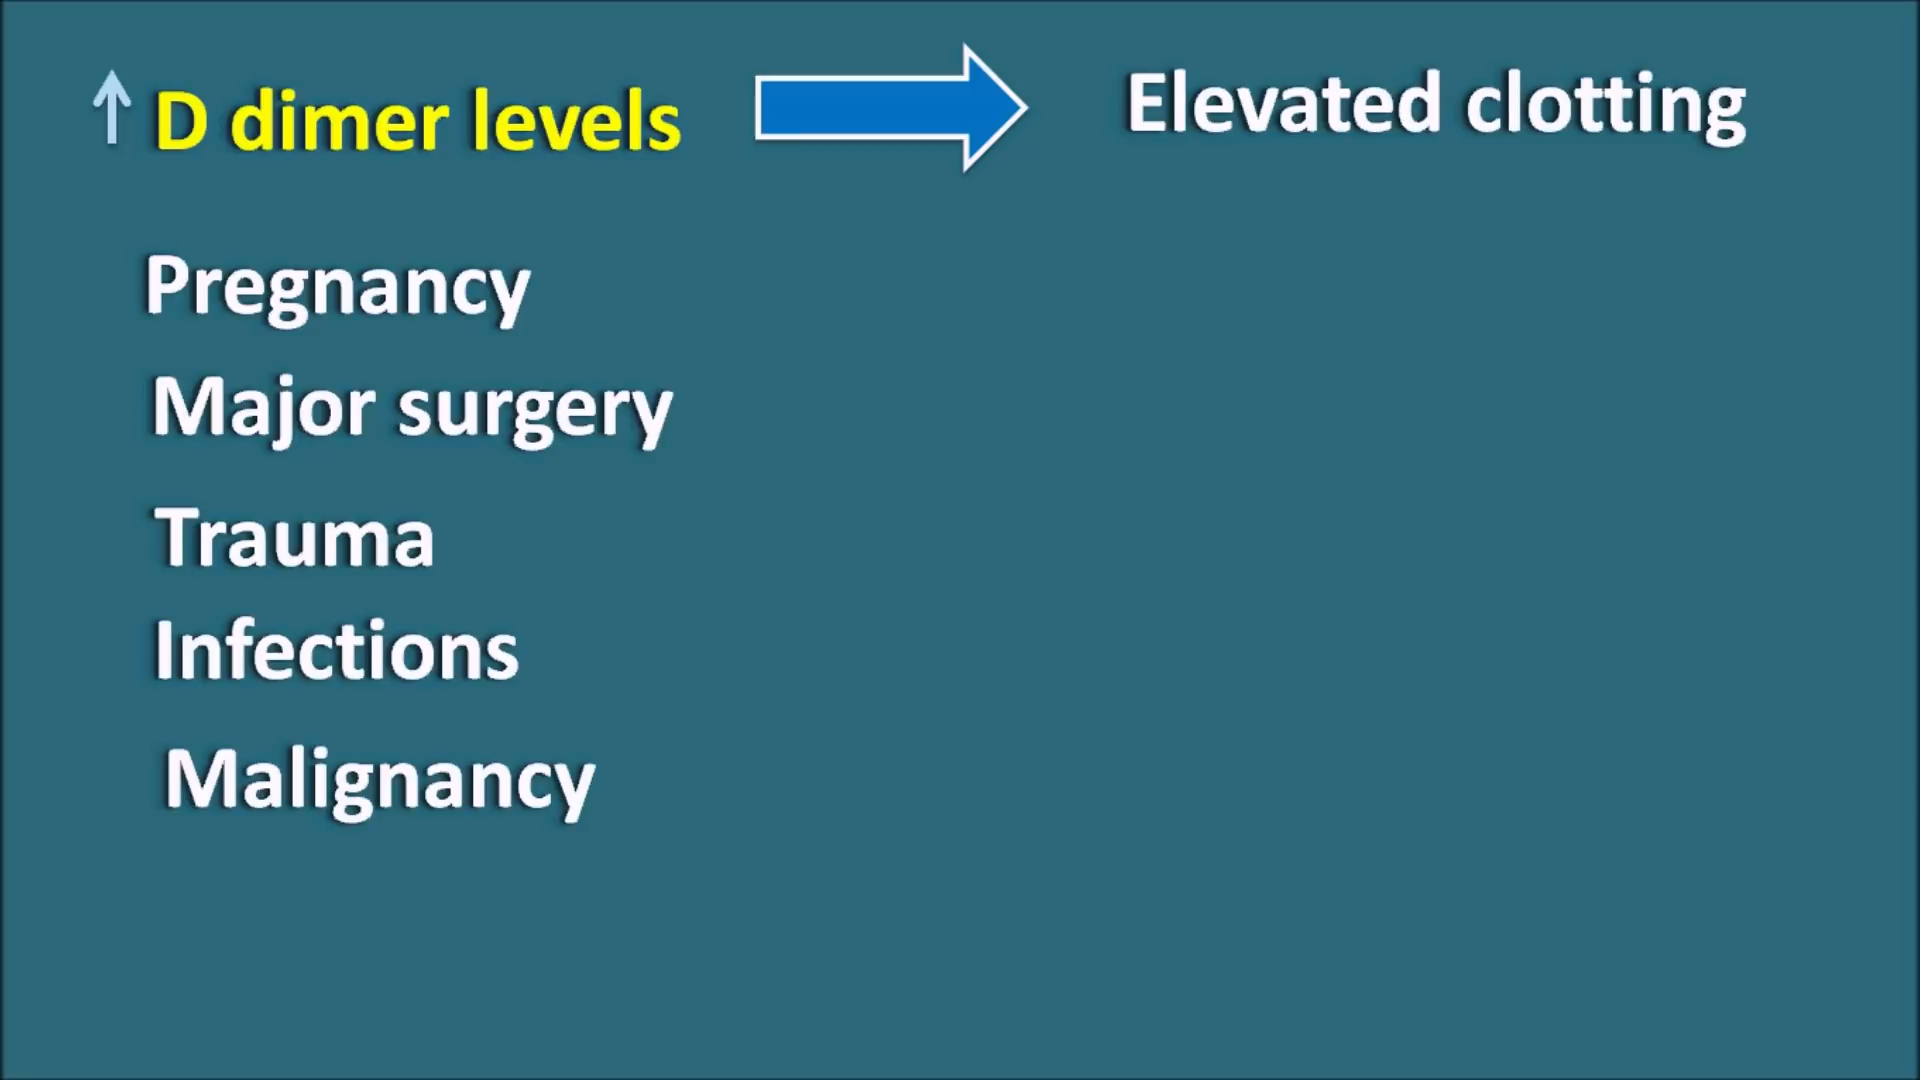 ↑ D dimer levels
Elevated clotting
Pregnancy
Major surgery
Trauma
Infections
Malignancy